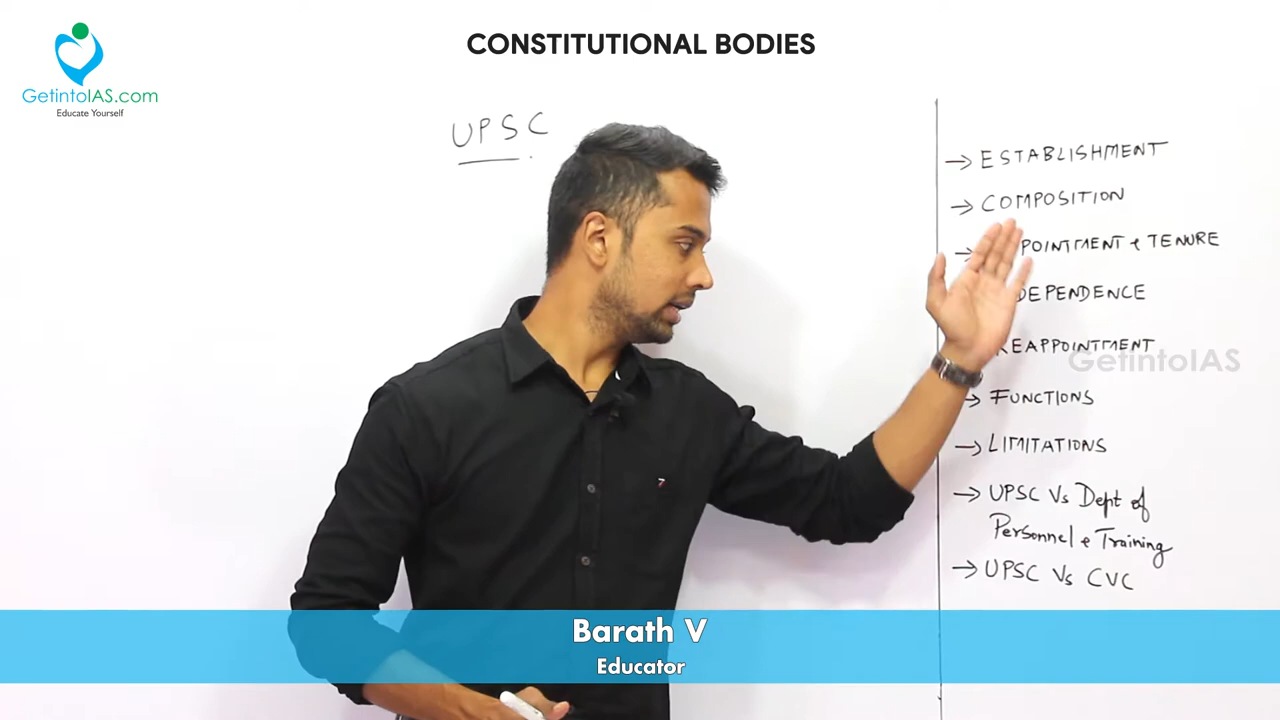 CONSTITUTIONAL BODIES
GetintoIAS.com
Educate Yourself
UPSC
→ ESTABLISHMENT
→ COMPOSITION
→ POINTMENT & TENURE
DEPENDENCE
REAPPOINTMENT
GetintoIAS
→ FUNCTIONS
→ LIMITATIONS
→ UPSC Vs Dept of
Personnel & Training
→ UPSC Vs CVC
Barath V
Educator